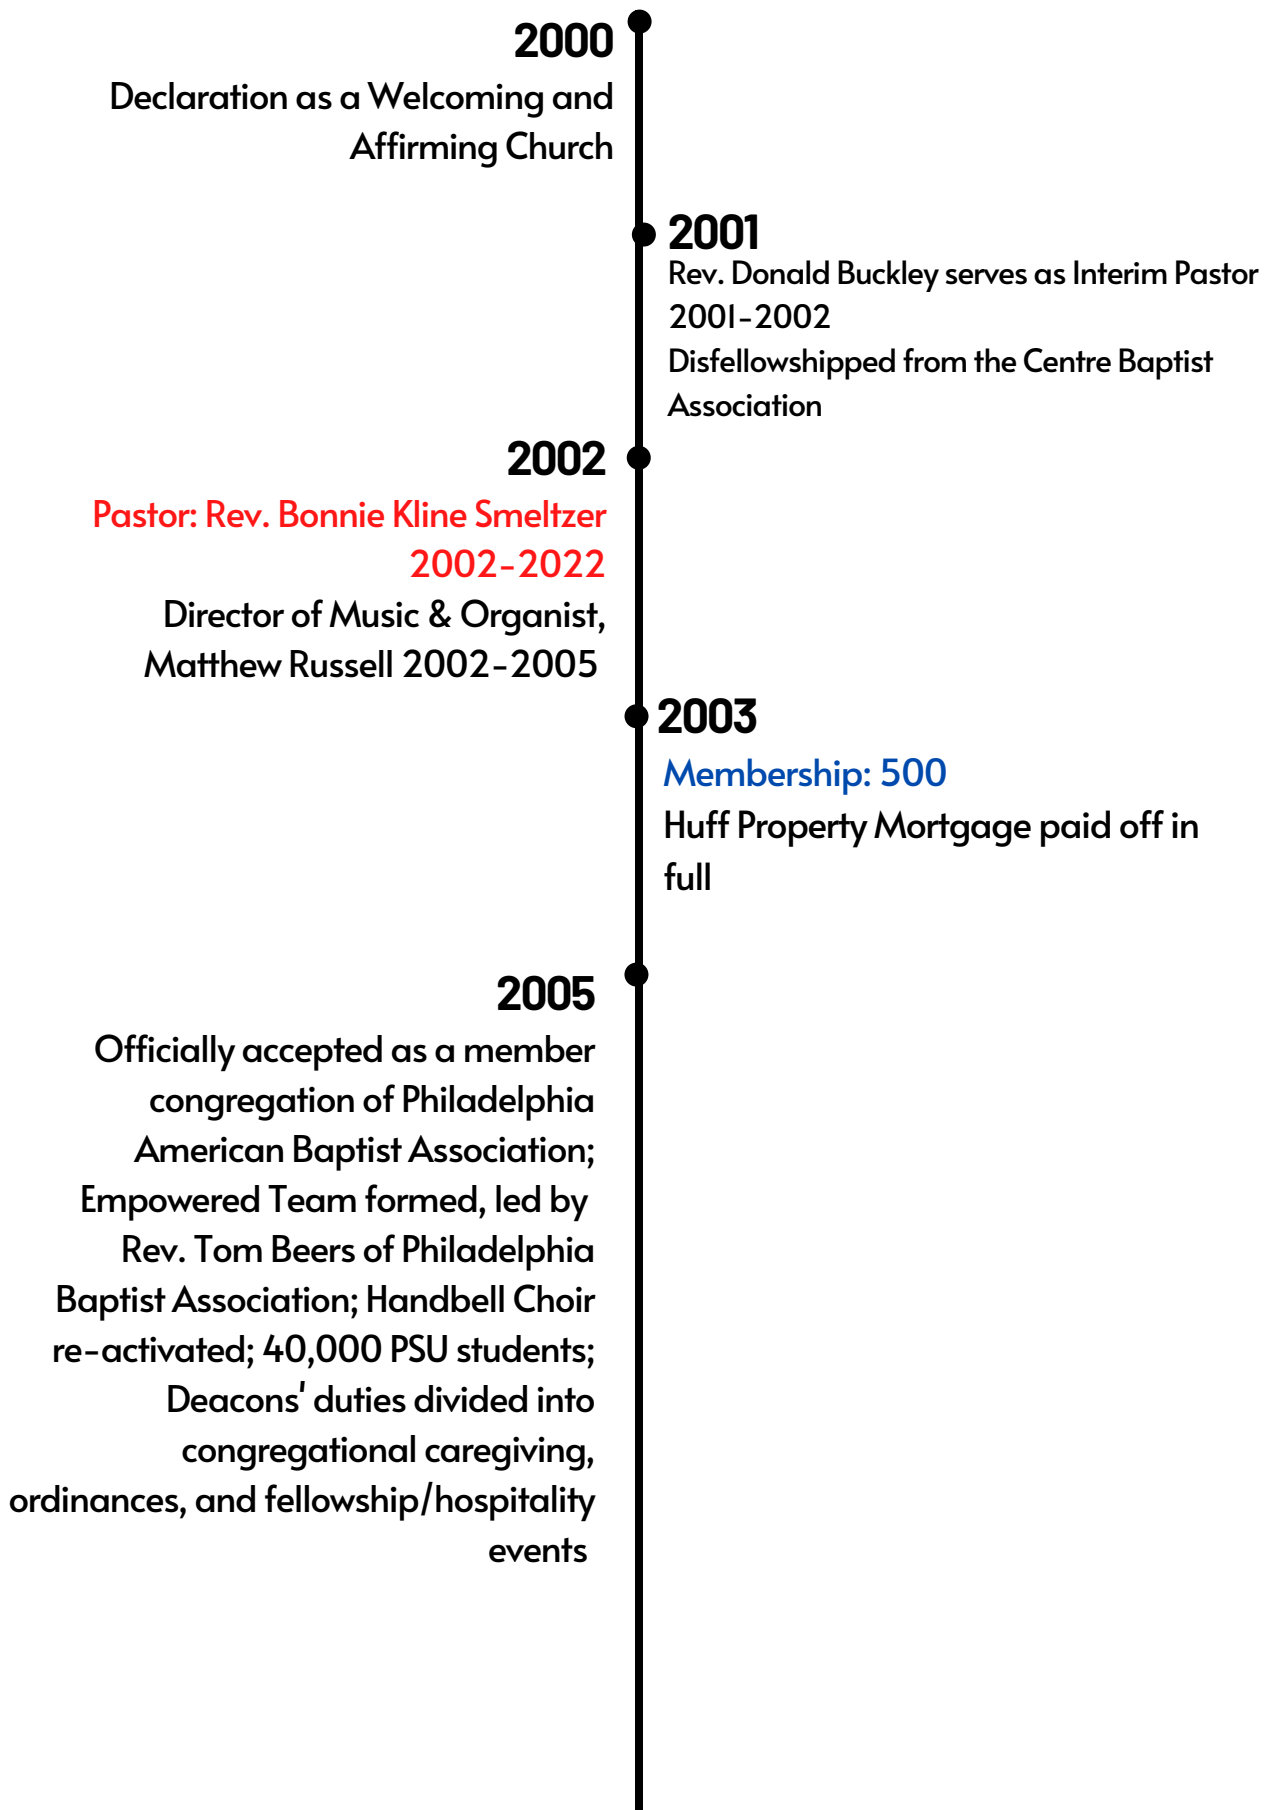 2000
Declaration as a Welcoming and
Affirming Church
2001
Rev. Donald Buckley serves as Interim Pastor
2001-2002
Disfellowshipped from the Centre Baptist
Association
2002
Pastor: Rev. Bonnie Kline Smeltzer
2002-2022
Director of Music & Organist,
Matthew Russell 2002-2005
2003
Membership: 500
Huff Property Mortgage paid off in
full
2005
Officially accepted as a member
congregation of Philadelphia
American Baptist Association;
Empowered Team formed, led by
Rev. Tom Beers of Philadelphia
Baptist Association; Handbell Choir
re-activated; 40,000 PSU students;
Deacons' duties divided into
congregational caregiving,
ordinances, and fellowship/hospitality
events